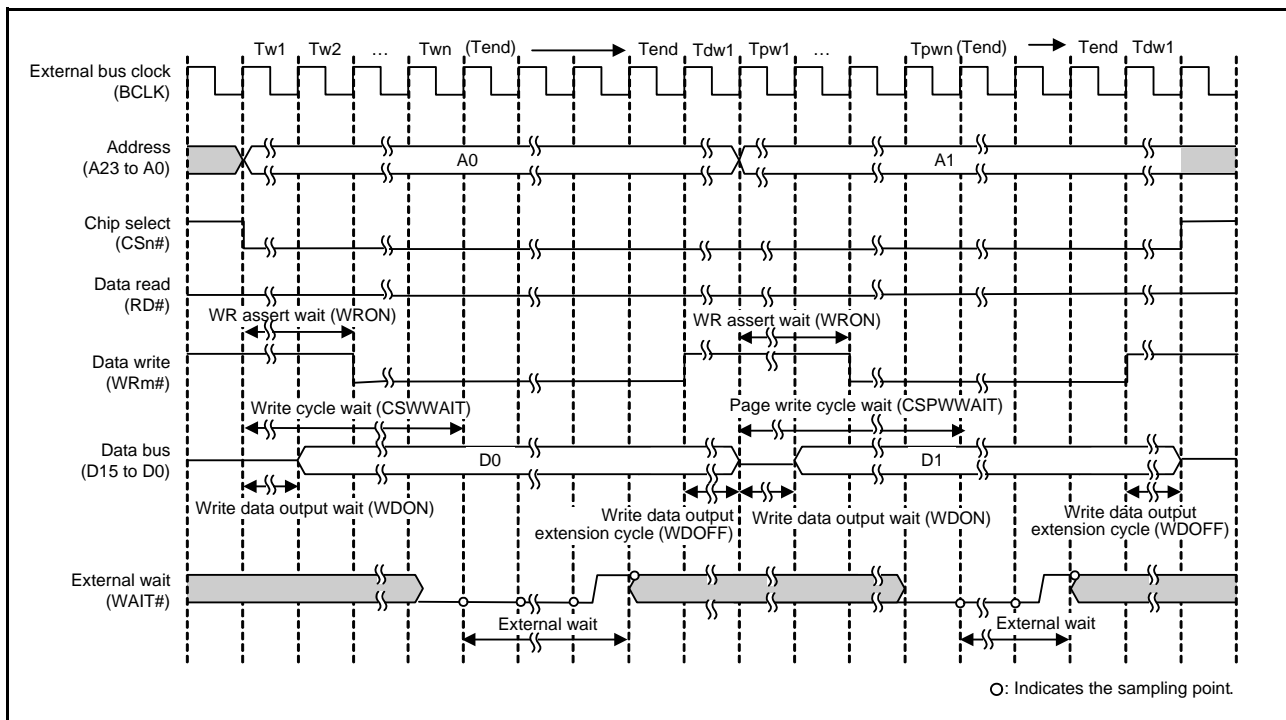 Tw1 Tw2 … Twn (Tend) Tend Tdw1 Tpw1 … Tpwn (Tend) Tend Tdw1
External bus clock
(BCLK)
Address
(A23 to A0)
A0 A1
Chip select
(CSn#)
Data read
(RD#)
WR assert wait (WRON) WR assert wait (WRON)
Data write
(WRm#)
Write cycle wait (CSWWAIT) Page write cycle wait (CSPWWAIT)
Data bus
(D15 to D0)
D0 D1
Write data output wait (WDON)
Write data output
extension cycle (WDOFF)
Write data output wait (WDON)
Write data output
extension cycle (WDOFF)
External wait
(WAIT#)
External wait External wait
: Indicates the sampling point.